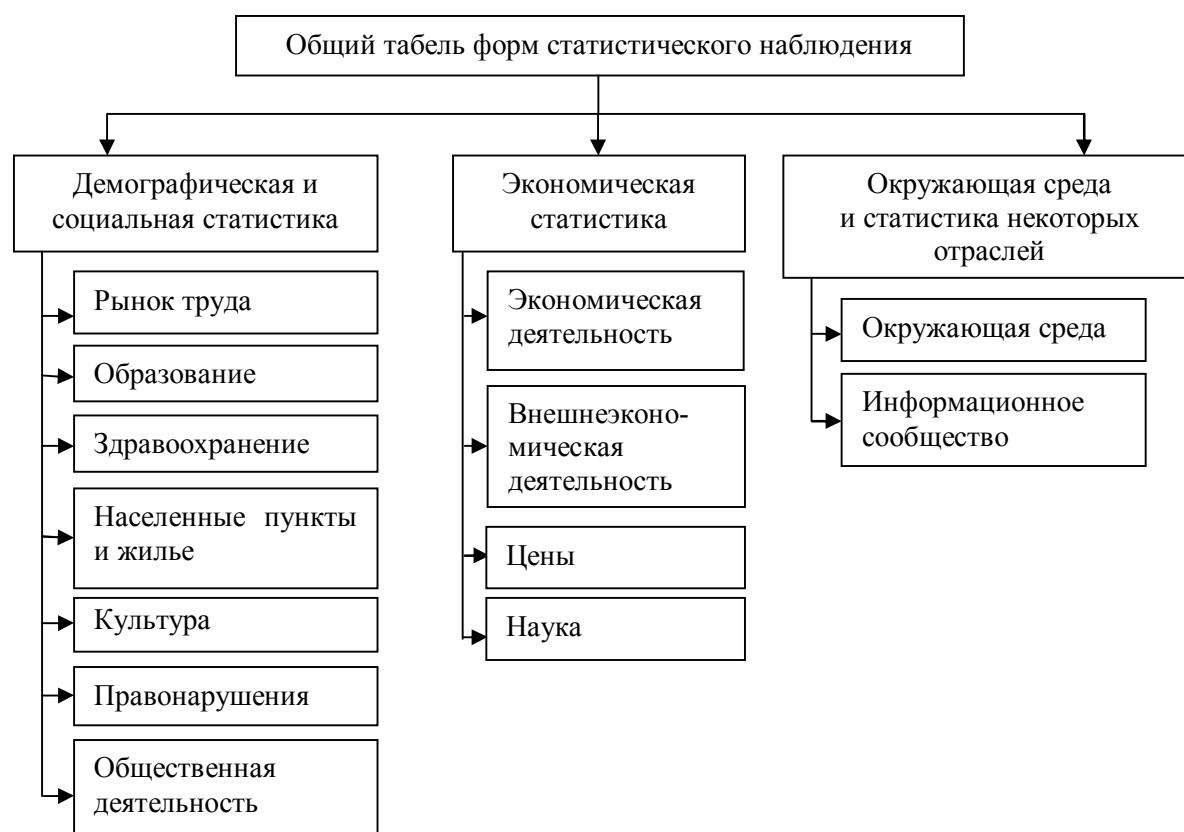 Общий табель форм статистического наблюдения
Демографическая и
социальная статистика
Рынок труда
Образование
Здравоохранение
Населенные пункты
и жилье
Культура
Правонарушения
Общественная
деятельность
Экономическая
статистика
Экономическая
деятельность
Внешнеэконо-
мическая
деятельность
Цены
Наука
Окружающая среда
и статистика некоторых
отраслей
Окружающая среда
Информационное
сообщество